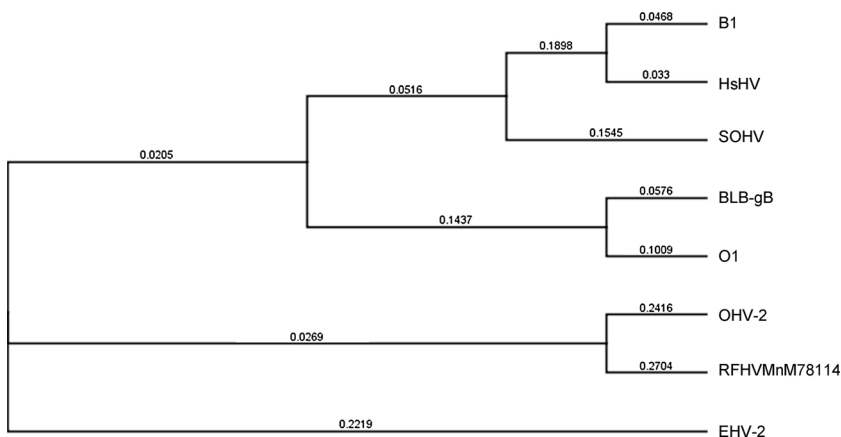 0.0468 B1
0.1898
0.033 HsHV
0.0516
0.1545 SOHV
0.0205
0.0576 BLB-gB
0.1437
0.1009 O1
0.2416 OHV-2
0.0269
0.2704 RFHVMnM78114
0.2219 EHV-2